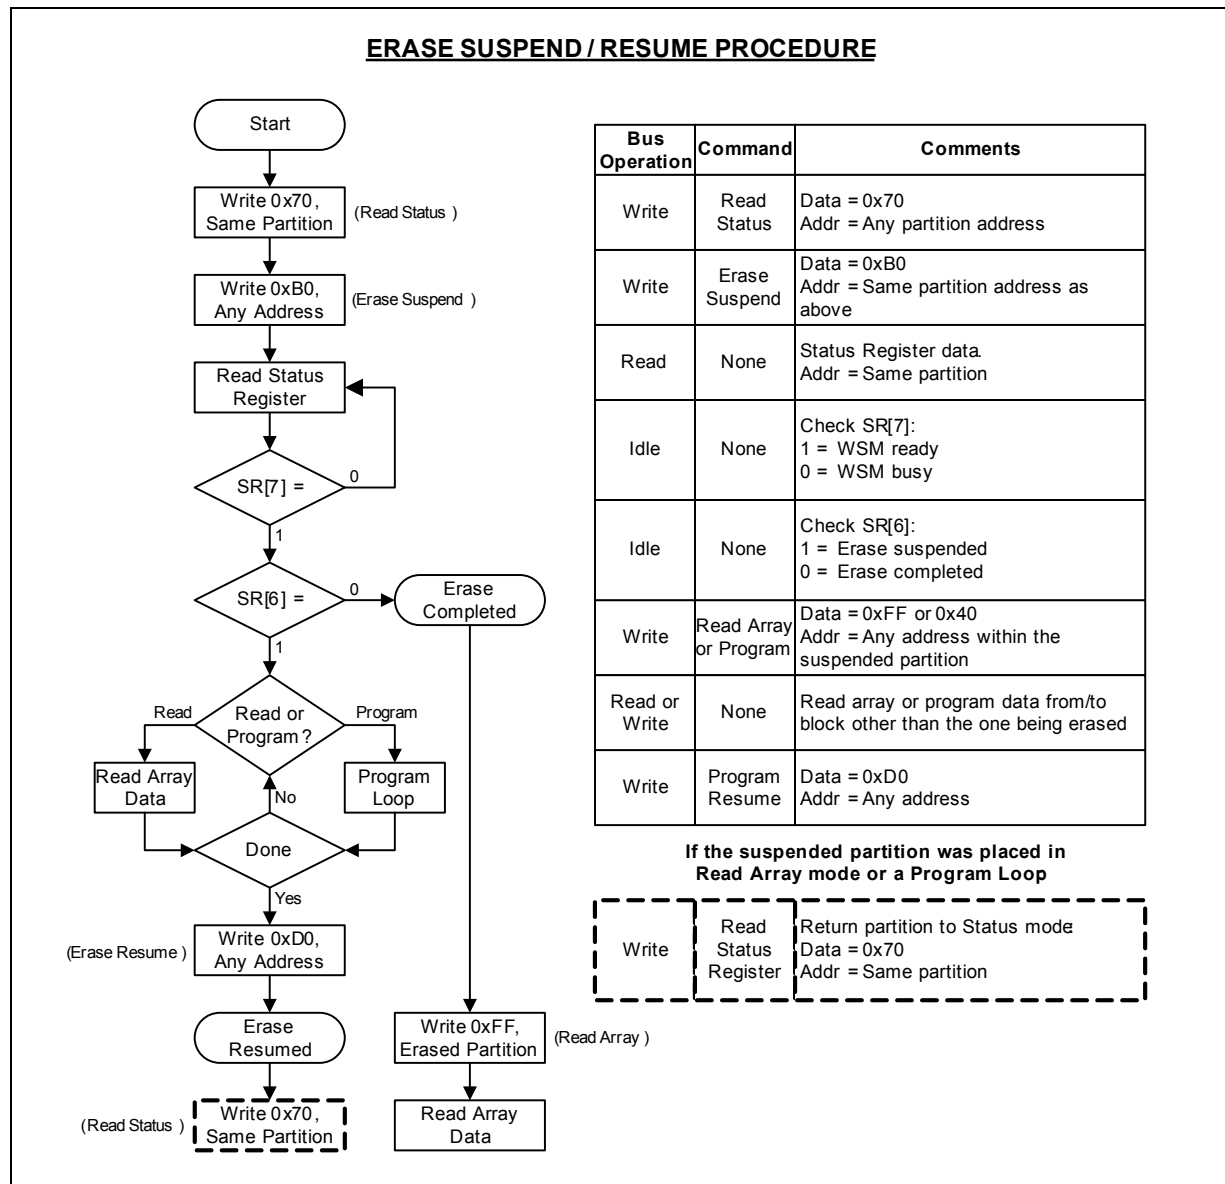 ERASE SUSPEND / RESUME PROCEDURE
Start
Write 0x70,
Same Partition
(Read Status )
Write 0xB0,
Any Address
(Erase Suspend )
Read Status
Register
SR[7] =
0
1
SR[6] =
0
Erase
Completed
1
Read
Read or
Program?
Program
Read Array
Data
Program
Loop
No
Done
Yes
(Erase Resume )
Write 0xD0,
Any Address
Erase
Resumed
(Read Status )
Write 0x70,
Same Partition
Write 0xFF,
Erased Partition
(Read Array )
Read Array
Data
Bus
Operation
Command
Comments
Write
Read
Status
Data = 0x70
Addr = Any partition address
Write
Erase
Suspend
Data = 0xB0
Addr = Same partition address as
above
Read
None
Status Register data.
Addr = Same partition
Idle
None
Check SR[7]:
1 = WSM ready
0 = WSM busy
Idle
None
Check SR[6]:
1 = Erase suspended
0 = Erase completed
Write
Read Array
or Program
Data = 0xFF or 0x40
Addr = Any address within the
suspended partition
Read or
Write
None
Read array or program data from/to
block other than the one being erased
Write
Program
Resume
Data = 0xD0
Addr = Any address
If the suspended partition was placed in
Read Array mode or a Program Loop
Write
Read
Status
Register
Return partition to Status mode:
Data = 0x70
Addr = Same partition